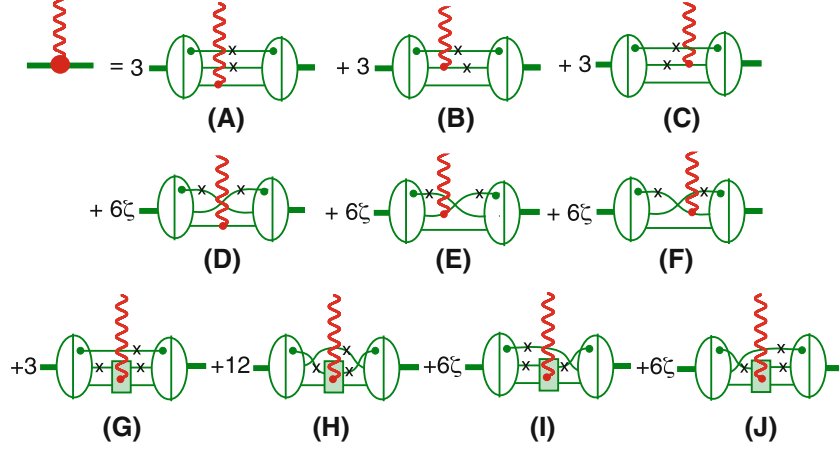 = 3 + 3 + 3
(A) (B) (C)
+ 6ζ + 6ζ + 6ζ
(D) (E) (F)
+3 +12 +6ζ +6ζ
(G) (H) (I) (J)